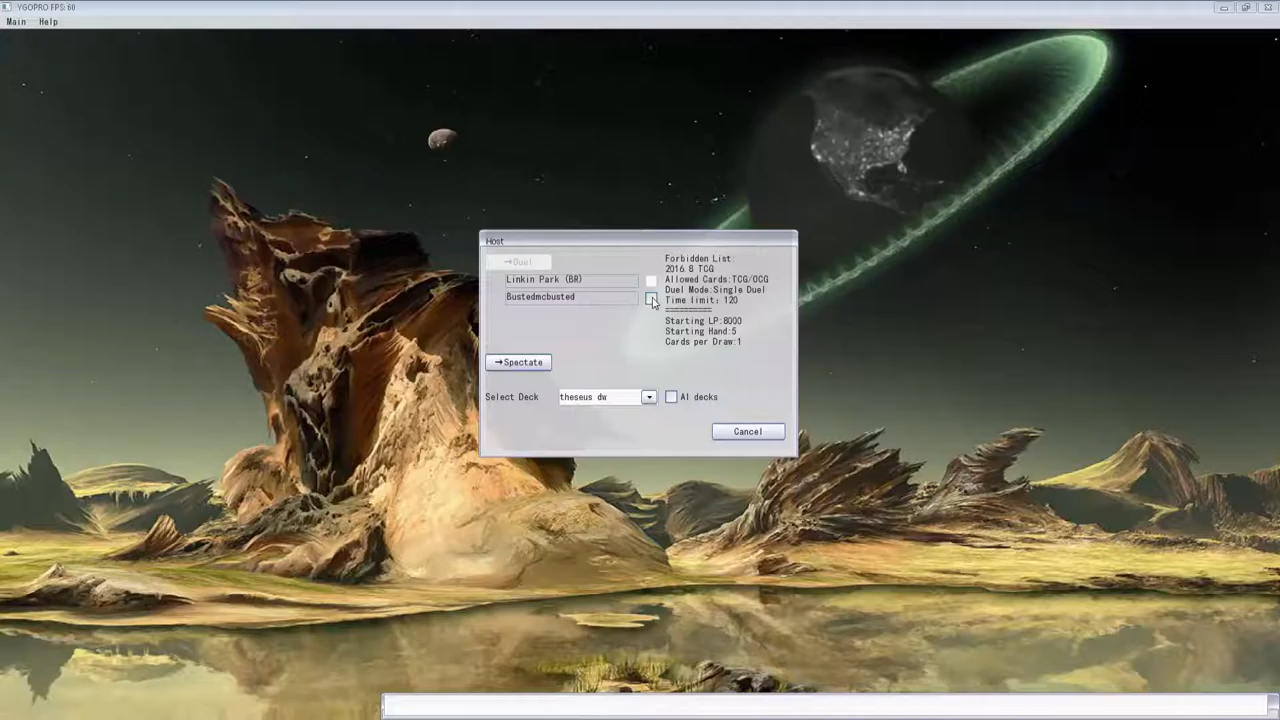 YGOPRO FPS: 60
Main Help
Host
→Duel
Linkin Park (BR)
Bustedmcbusted
Forbidden List:
2016.8 TCG
Allowed Cards:TCG/OCG
Duel Mode:Single Duel
Time limit: 120
==========
Starting LP:8000
Starting Hand:5
Cards per Draw:1
→Spectate
Select Deck theseus dw AI decks
Cancel